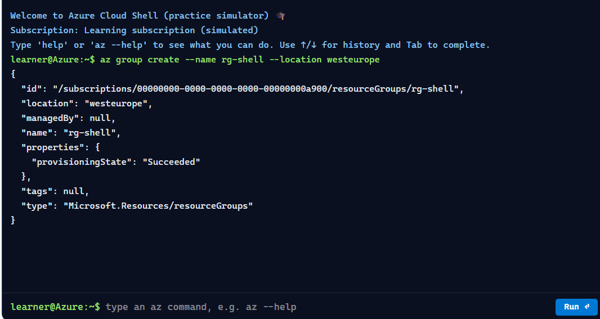 Welcome to Azure Cloud Shell (practice simulator) 🎓
Subscription: Learning subscription (simulated)
Type 'help' or 'az --help' to see what you can do. Use ↑/↓ for history and Tab to complete.
learner@Azure:~$ az group create --name rg-shell --location westeurope
{
  "id": "/subscriptions/00000000-0000-0000-0000-00000000a900/resourceGroups/rg-shell",
  "location": "westeurope",
  "managedBy": null,
  "name": "rg-shell",
  "properties": {
    "provisioningState": "Succeeded"
  },
  "tags": null,
  "type": "Microsoft.Resources/resourceGroups"
}
learner@Azure:~$ type an az command, e.g. az --help
Run ⏎